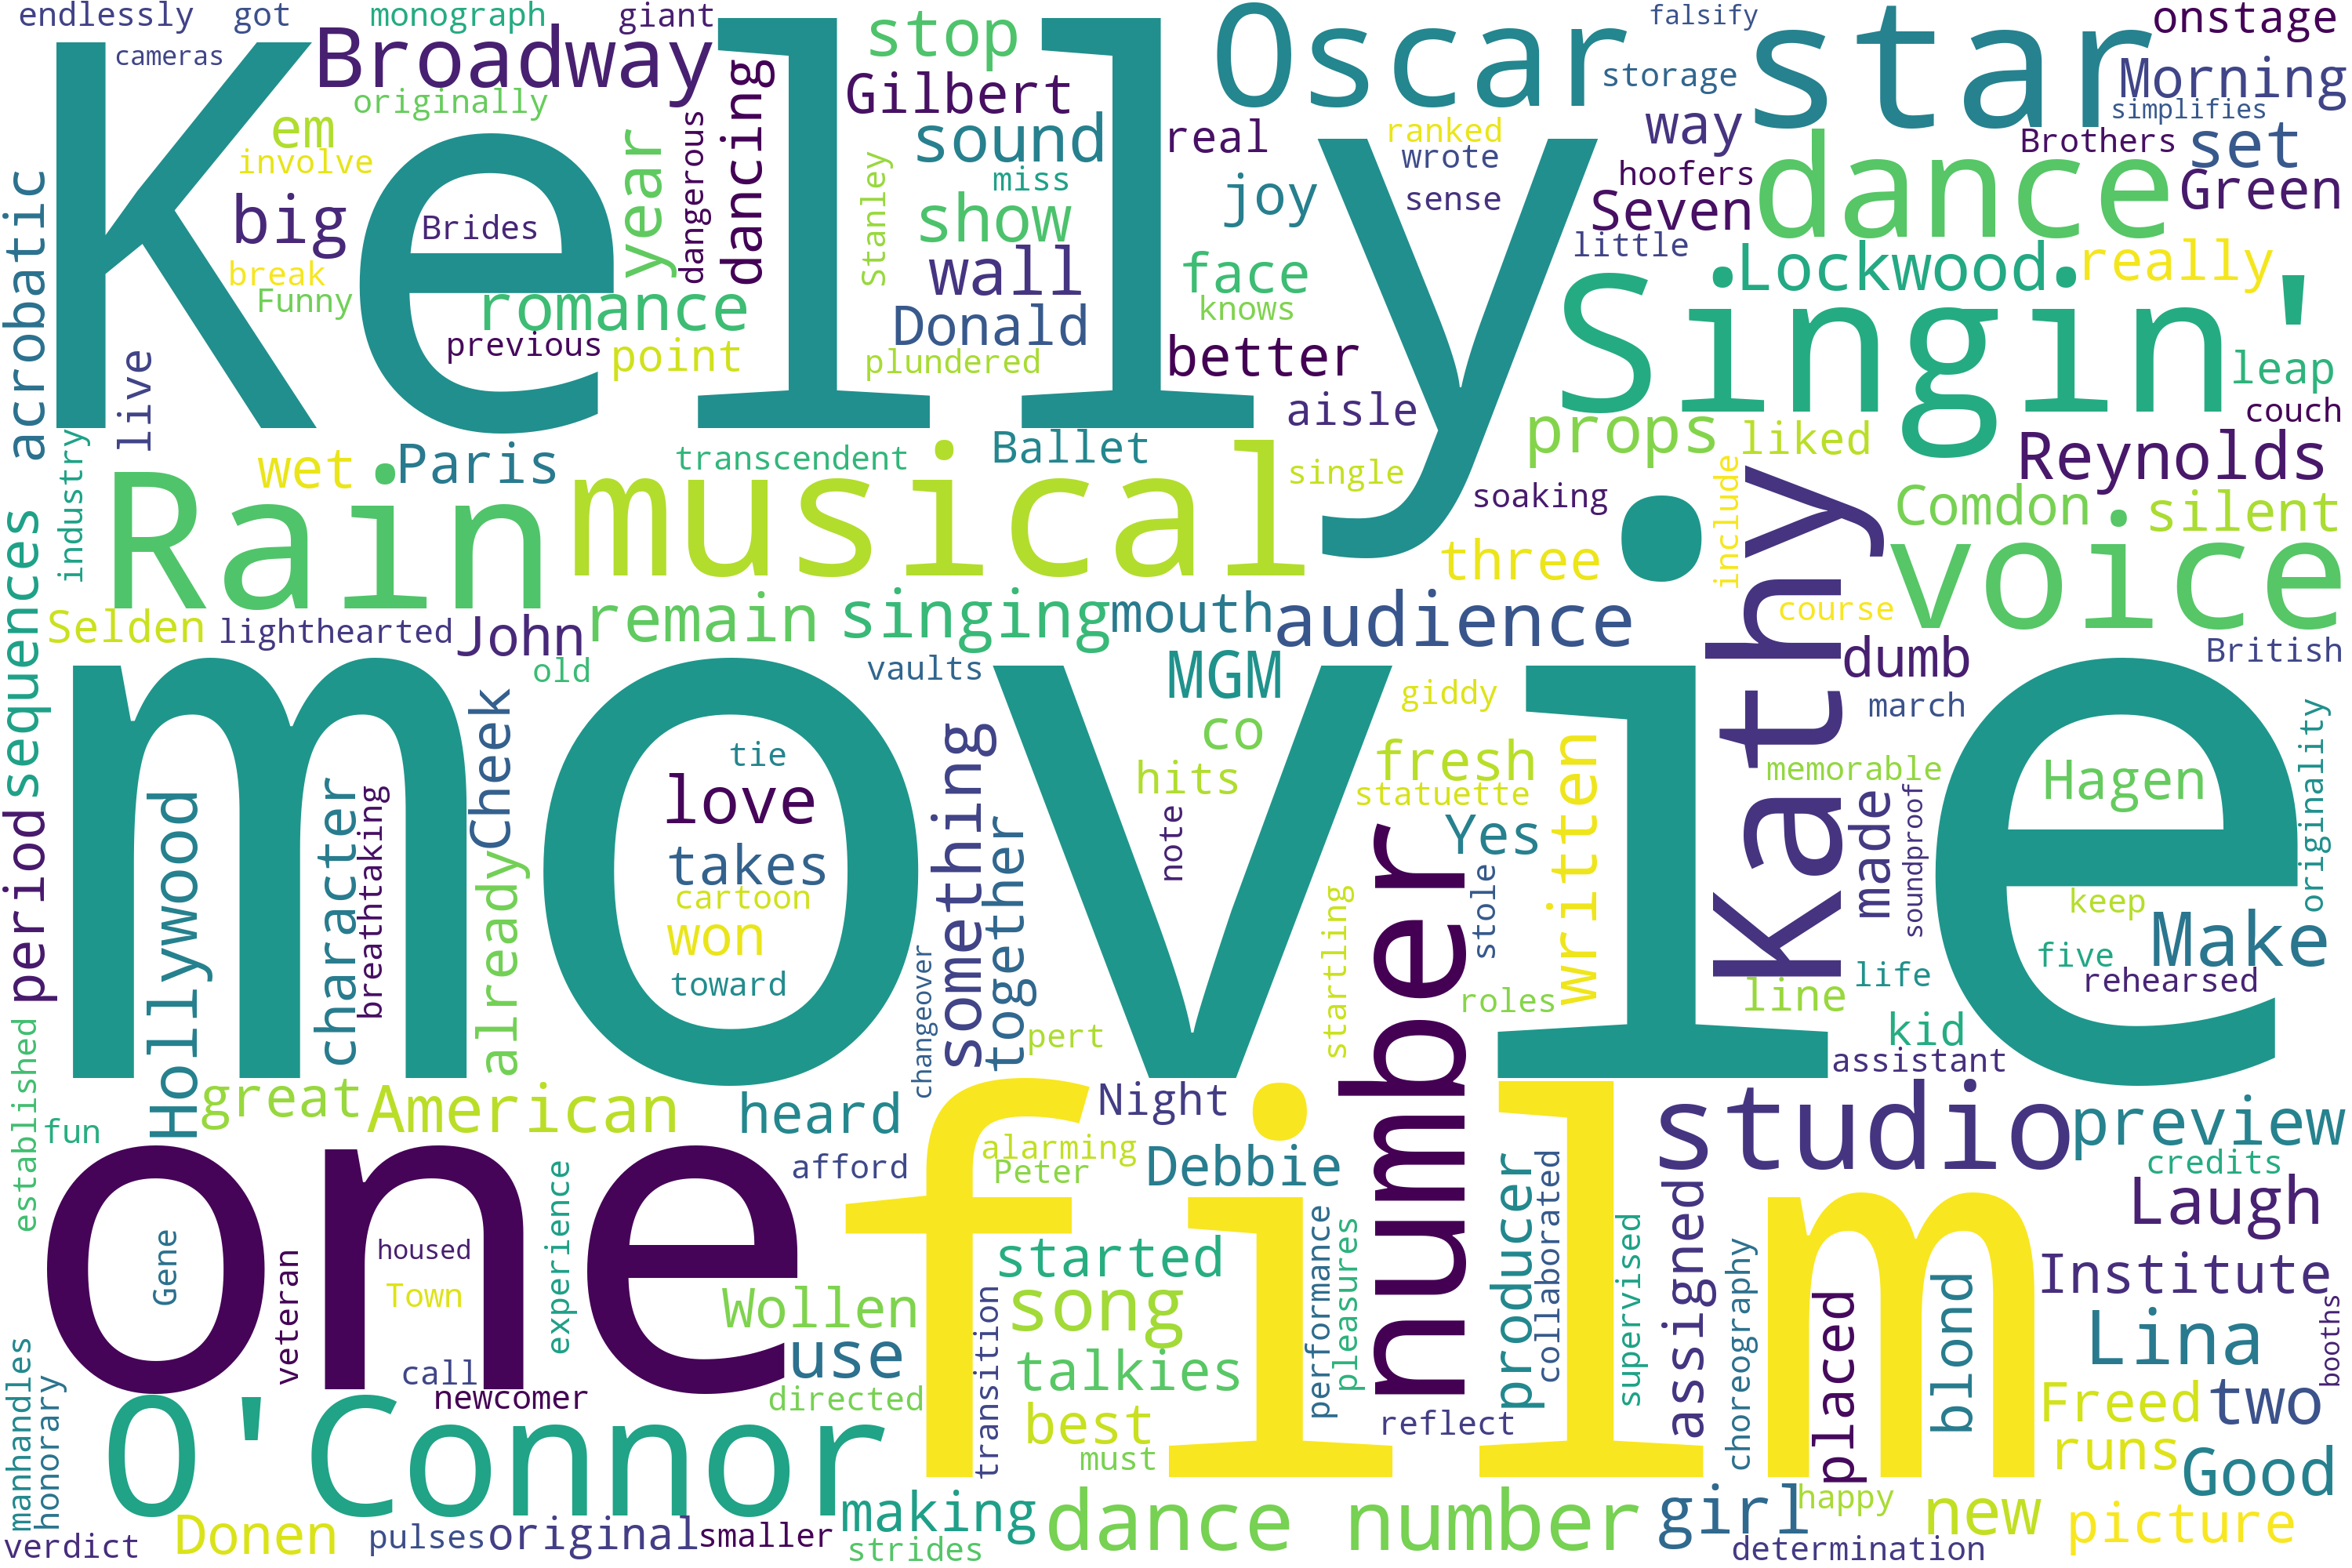 endlessly
got
monograph
giant
cameras
Broadway
stop
Oscar
falsify
star
onstage
Kelly
originally
dancing
Gilbert
storage
Morning
em
year
dangerous
sound
real
ranked
way
simplifies
involve
Stanley
miss
wrote
hoofers
dance
Brothers
set
acrobatic
big
Brides
show
joy
sense
Seven
Green
break
romance
wall
face
little
Singin'
Lockwood
really
Funny
previous
point
Donald
knows
live
plundered
better
leap
aisle
props
liked
couch
industry
wet
Paris
transcendent
Ballet
single
soaking
include
Reynolds
Rain
musical
three
Kathy
Comdon
silent
voice
sequences
Selden
lighthearted
John
remain
singing
mouth
audience
course
old
vaults
MGM
dumb
British
movie
Cheek
tie
co
giddy
march
originality
period
Hollywood
character
breathtaking
love
something
hits
fresh
written
memorable
Hagen
already
takes
together
note
statuette
made
soundproof
cartoon
Yes
keep
won
changeover
startling
stole
Make
toward
number
roles
line
life
five
rehearsed
established
pert
kid
assistant
fun
great
American
heard
Night
studio
preview
one
afford
film
alarming
Debbie
credits
Peter
collaborated
assigned
Laugh
Gene
housed
experience
started
performance
pleasures
producer
supervised
choreography
Institute
Town
veteran
Wollen
song
placed
blond
Lina
booths
manhandles
honorary
call
use
transition
talkies
newcomer
directed
best
reflect
Freed
two
O'Connor
must
runs
Good
verdict
Donen
pulses
original
smaller
making
strides
dance number
girl
happy
new
picture
determination